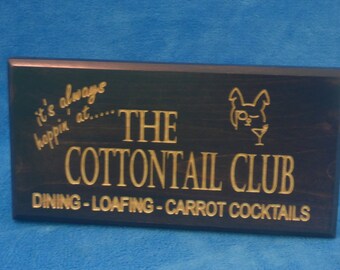 it's always
hoppin' at.....
THE
COTTONTAIL CLUB
DINING - LOAFING - CARROT COCKTAILS